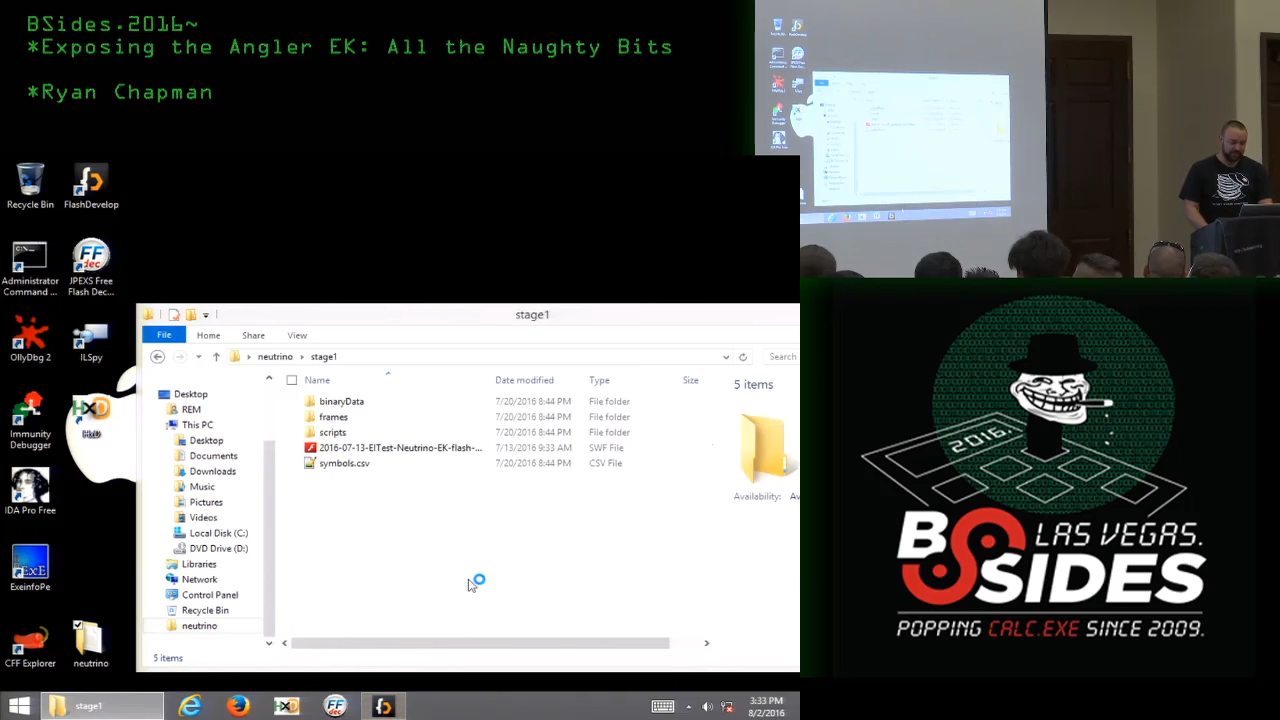 BSides.2016~
*Exposing the Angler EK: All the Naughty Bits
*Ryan Chapman
Recycle Bin
FlashDevelop
Administrator
Command ...
JPEXS Free
Flash Dec...
OllyDbg 2
ILSpy
Immunity
Debugger
HxD
IDA Pro Free
ExeinfoPe
CFF Explorer
neutrino
stage1
File
Home
Share
View
neutrino
stage1
Search
Name
Date modified
Type
Size
5 items
Desktop
REM
This PC
Desktop
Documents
Downloads
Music
Pictures
Videos
Local Disk (C:)
DVD Drive (D:)
Libraries
Network
Control Panel
Recycle Bin
neutrino
binaryData 7/20/2016 8:44 PM File folder
frames 7/20/2016 8:44 PM File folder
scripts 7/20/2016 8:44 PM File folder
2016-07-13-EITest-Neutrino-EK-flash-... 7/13/2016 9:33 AM SWF File
symbols.csv 7/20/2016 8:44 PM CSV File
Availability:
5 items
stage1
3:33 PM
8/2/2016
2016.
BSIDES
LAS VEGAS.
POPPING CALC.EXE SINCE 2009.